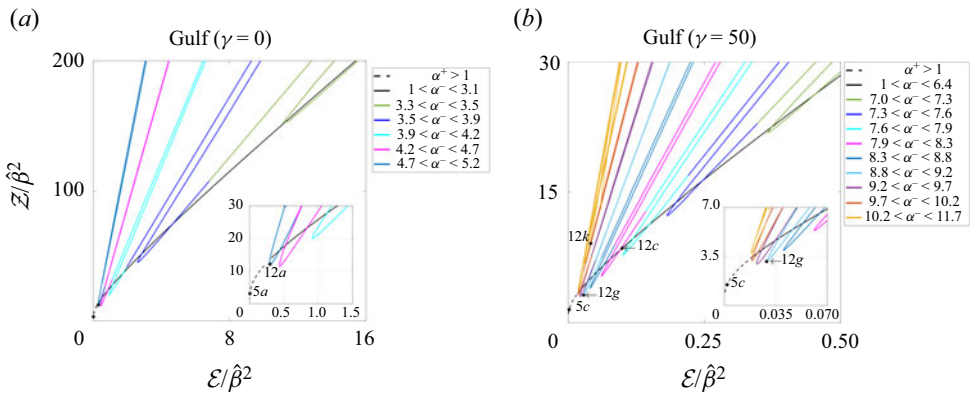 (a)
Gulf (γ = 0)
200
100
0
0
8
16
𝓩/β̂²
𝓔/β̂²
α⁺ > 1
1 < α⁻ < 3.1
3.3 < α⁻ < 3.5
3.5 < α⁻ < 3.9
3.9 < α⁻ < 4.2
4.2 < α⁻ < 4.7
4.7 < α⁻ < 5.2
30
20
10
0
0.5
1.0
1.5
12a
5a
(b)
Gulf (γ = 50)
30
15
0
0
0.25
0.50
𝓔/β̂²
12k
12c
12g
5c
α⁺ > 1
1 < α⁻ < 6.4
7.0 < α⁻ < 7.3
7.3 < α⁻ < 7.6
7.6 < α⁻ < 7.9
7.9 < α⁻ < 8.3
8.3 < α⁻ < 8.8
8.8 < α⁻ < 9.2
9.2 < α⁻ < 9.7
9.7 < α⁻ < 10.2
10.2 < α⁻ < 11.7
7.0
3.5
0
0.035
0.070
12g
5c